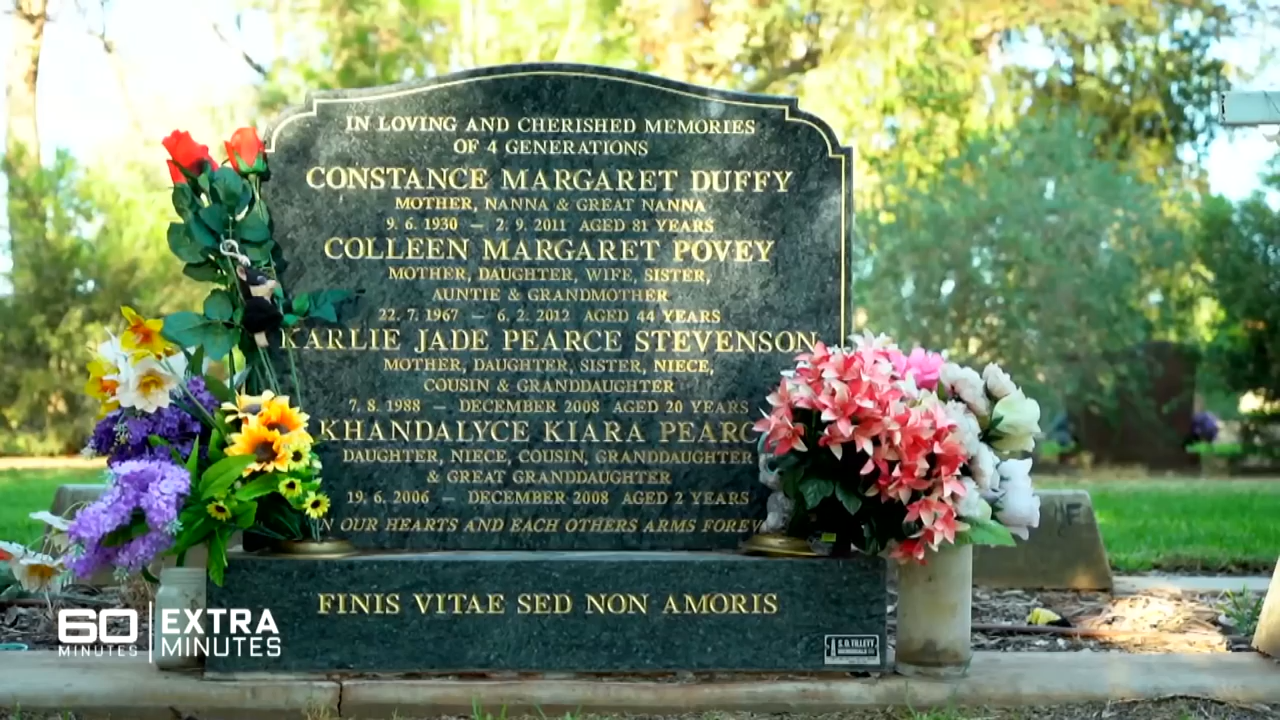 IN LOVING AND CHERISHED MEMORIES
OF 4 GENERATIONS
CONSTANCE MARGARET DUFFY
MOTHER, NANNA & GREAT NANNA
9. 6. 1930 — 2. 9. 2011 AGED 81 YEARS
COLLEEN MARGARET POVEY
MOTHER, DAUGHTER, WIFE, SISTER,
AUNTIE & GRANDMOTHER
22. 7. 1967 — 6. 2. 2012 AGED 44 YEARS
KARLIE JADE PEARCE STEVENSON
MOTHER, DAUGHTER, SISTER, NIECE,
COUSIN & GRANDDAUGHTER
7. 8. 1988 — DECEMBER 2008 AGED 20 YEARS
KHANDALYCE KIARA PEARC
DAUGHTER, NIECE, COUSIN, GRANDDAUGHTER
& GREAT GRANDDAUGHTER
19. 6. 2006 — DECEMBER 2008 AGED 2 YEARS
N OUR HEARTS AND EACH OTHERS ARMS FOREV
FINIS VITAE SED NON AMORIS
S. D. TILLETT
60 MINUTES EXTRA MINUTES